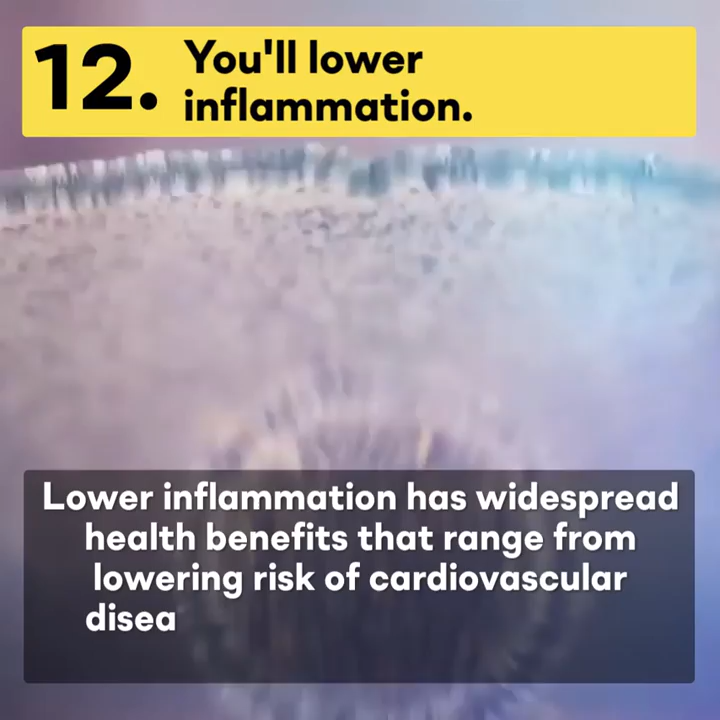 12. You'll lower
inflammation.
Lower inflammation has widespread
health benefits that range from
lowering risk of cardiovascular
disea